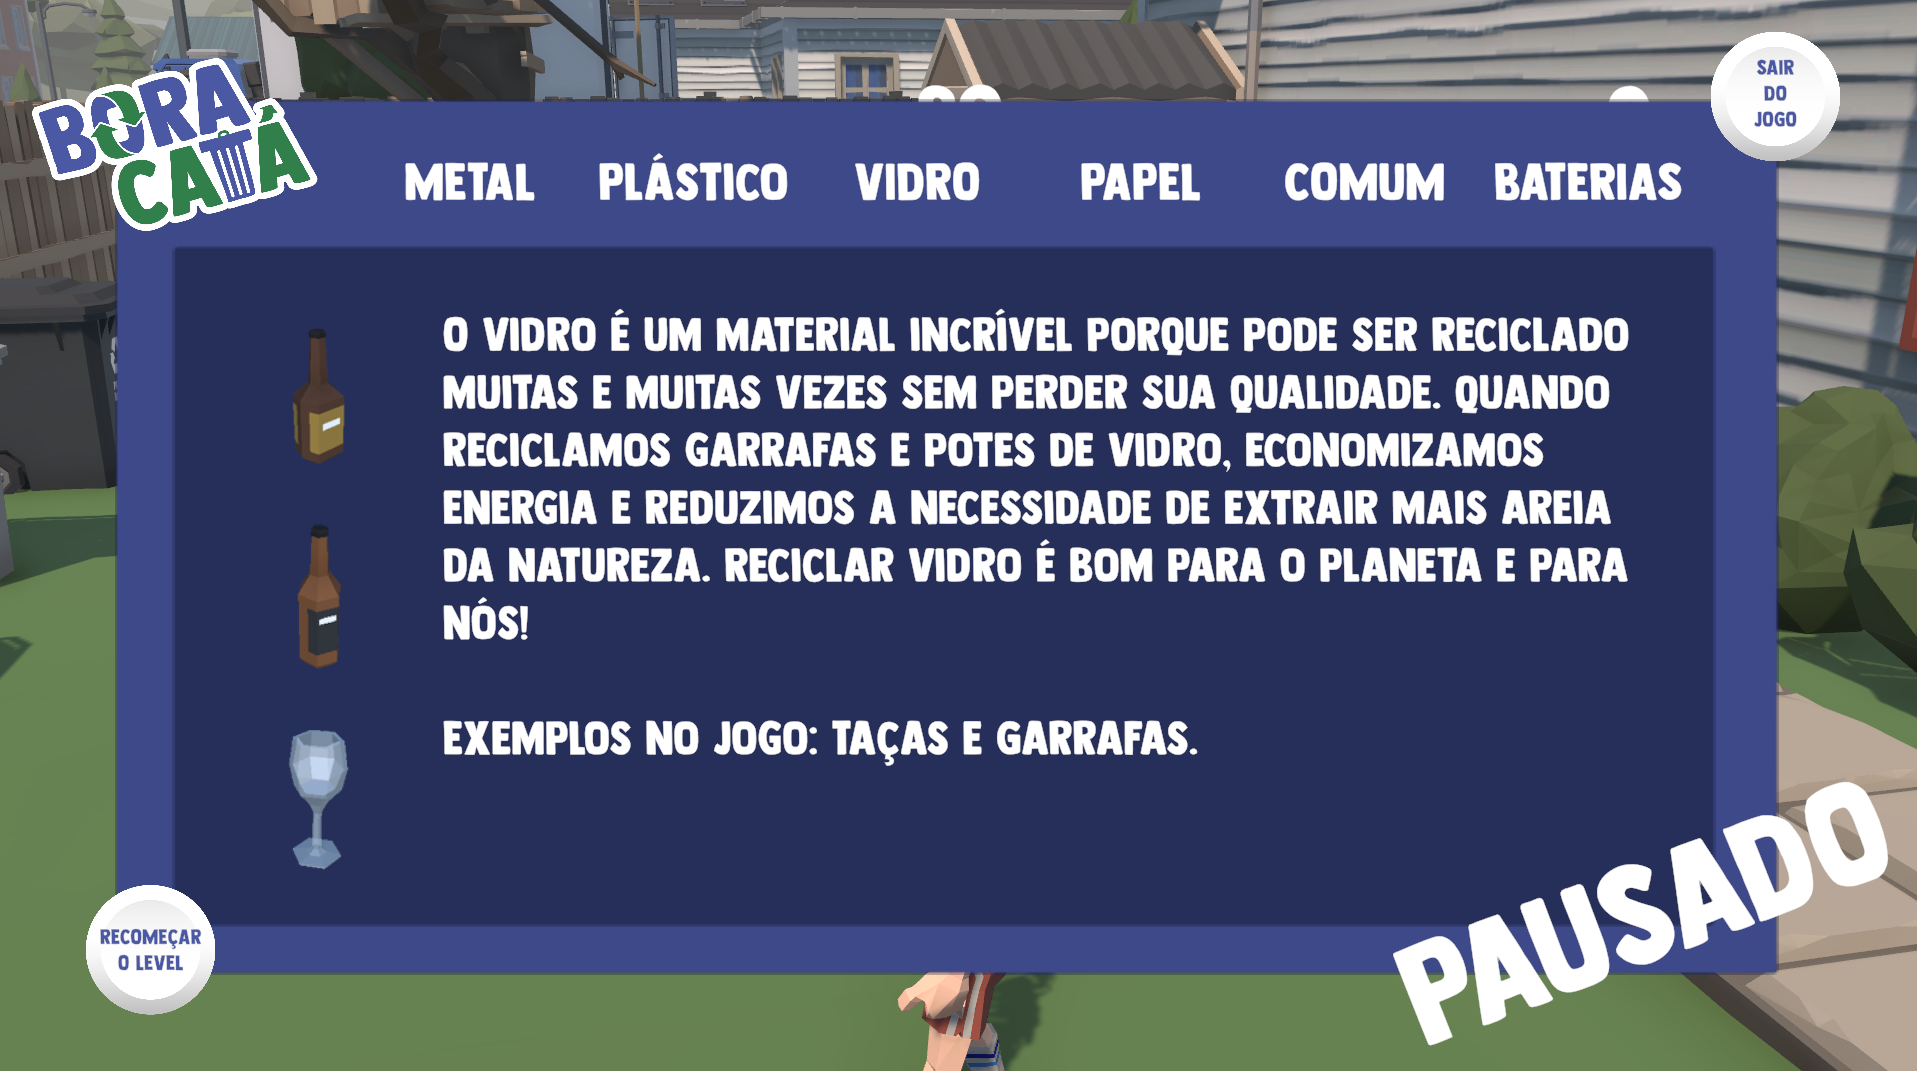 BORA
CATÁ
SAIR
DO
JOGO
METAL PLÁSTICO VIDRO PAPEL COMUM BATERIAS
O VIDRO É UM MATERIAL INCRÍVEL PORQUE PODE SER RECICLADO
MUITAS E MUITAS VEZES SEM PERDER SUA QUALIDADE. QUANDO
RECICLAMOS GARRAFAS E POTES DE VIDRO, ECONOMIZAMOS
ENERGIA E REDUZIMOS A NECESSIDADE DE EXTRAIR MAIS AREIA
DA NATUREZA. RECICLAR VIDRO É BOM PARA O PLANETA E PARA
NÓS!
EXEMPLOS NO JOGO: TAÇAS E GARRAFAS.
RECOMEÇAR
O LEVEL
PAUSADO